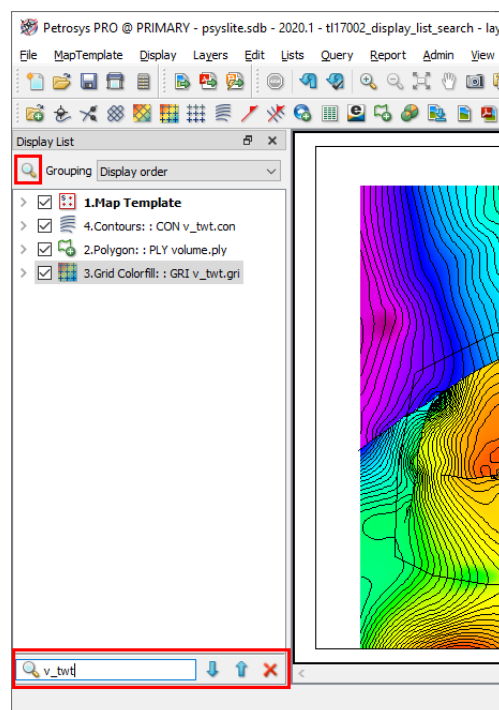 Petrosys PRO @ PRIMARY - psyslite.sdb - 2020.1 - tl17002_display_list_search - lay
File MapTemplate Display Layers Edit Lists Query Report Admin View
Display List
Grouping Display order
1.Map Template
4.Contours: : CON v_twt.con
2.Polygon: : PLY volume.ply
3.Grid Colorfill: : GRI v_twt.gri
v_twt